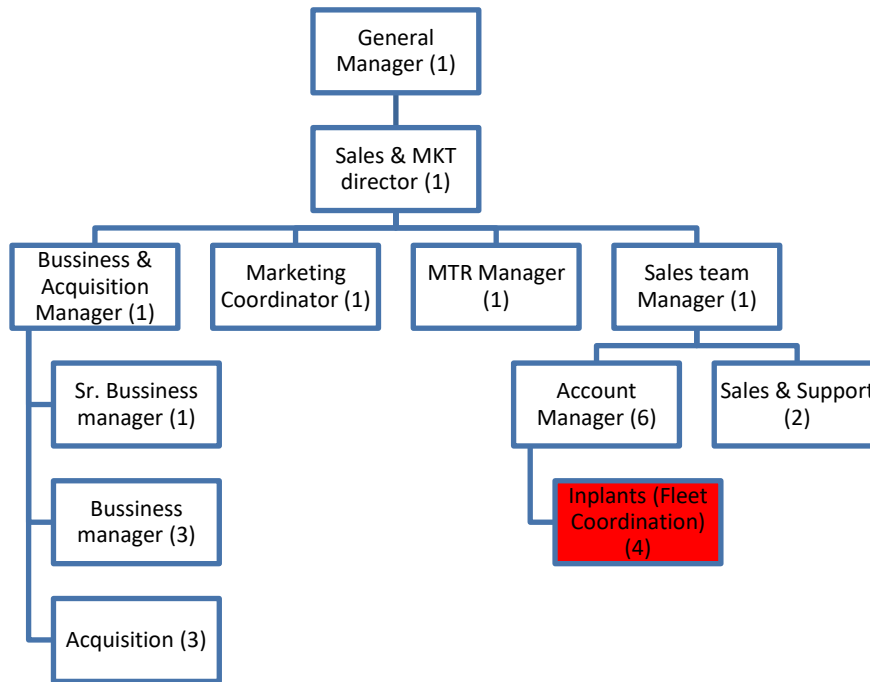 General
Manager (1)
Sales & MKT
director (1)
Bussiness &
Acquisition
Manager (1)
Marketing
Coordinator (1)
MTR Manager
(1)
Sales team
Manager (1)
Sr. Bussiness
manager (1)
Bussiness
manager (3)
Acquisition (3)
Account
Manager (6)
Sales & Support
(2)
Inplants (Fleet
Coordination)
(4)